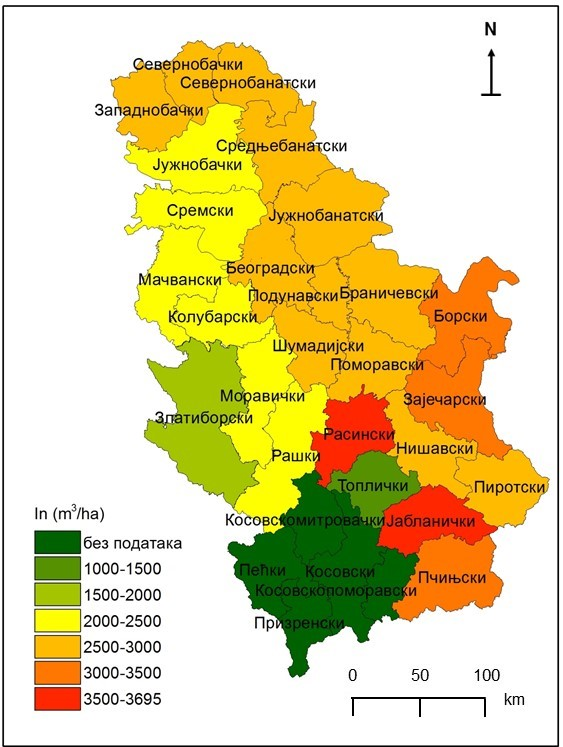 N
Севернобачки
Севернобанатски
Западнобачки
Средњебанатски
Јужнобачки
Сремски
Јужнобанатски
Београдски
Мачвански
Подунавски
Браничевски
Колубарски
Борски
Шумадијски
Поморавски
Моравички
Зајечарски
Златиборски
Расински
Нишавски
Рашки
Топлички
Пиротски
Косовскомитровачки
Јабланички
Пећки
Косовски
Пчињски
Косовскопоморавски
Призренски
In (m³/ha)
без података
1000-1500
1500-2000
2000-2500
2500-3000
3000-3500
3500-3695
0 50 100
km